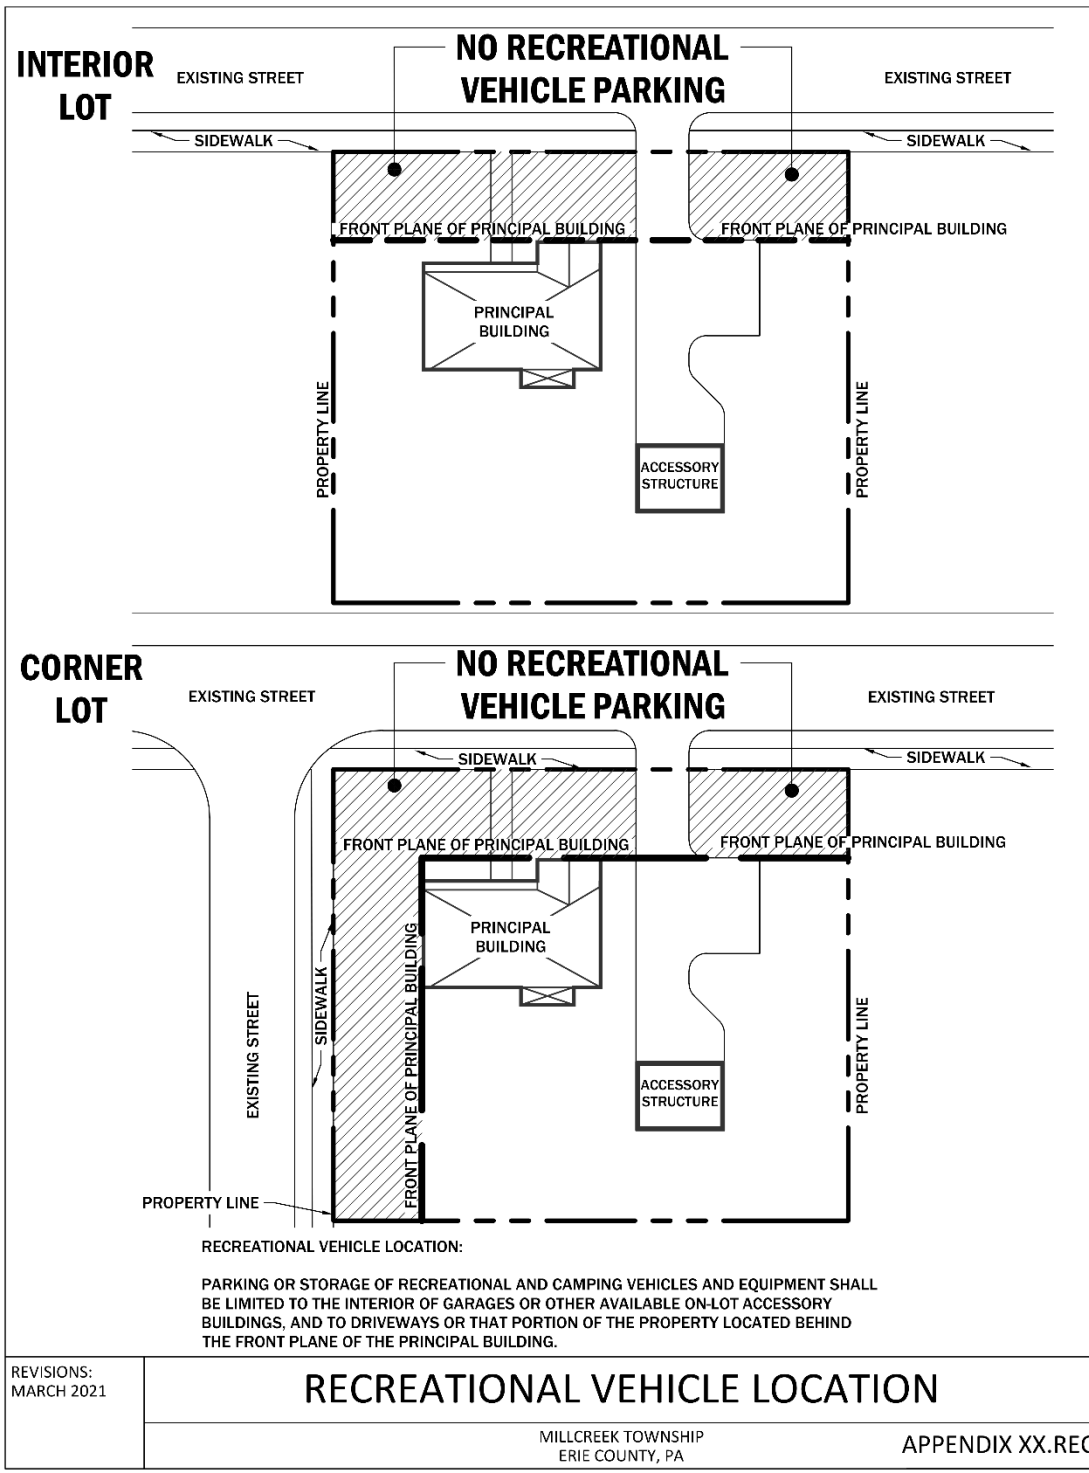 INTERIOR
LOT
EXISTING STREET
NO RECREATIONAL
VEHICLE PARKING
EXISTING STREET
SIDEWALK
SIDEWALK
FRONT PLANE OF PRINCIPAL BUILDING
FRONT PLANE OF PRINCIPAL BUILDING
PRINCIPAL
BUILDING
PROPERTY LINE
PROPERTY LINE
ACCESSORY
STRUCTURE
CORNER
LOT
EXISTING STREET
NO RECREATIONAL
VEHICLE PARKING
EXISTING STREET
SIDEWALK
SIDEWALK
FRONT PLANE OF PRINCIPAL BUILDING
FRONT PLANE OF PRINCIPAL BUILDING
PRINCIPAL
BUILDING
FRONT PLANE OF PRINCIPAL BUILDING
SIDEWALK
EXISTING STREET
PROPERTY LINE
ACCESSORY
STRUCTURE
PROPERTY LINE
RECREATIONAL VEHICLE LOCATION:
PARKING OR STORAGE OF RECREATIONAL AND CAMPING VEHICLES AND EQUIPMENT SHALL
BE LIMITED TO THE INTERIOR OF GARAGES OR OTHER AVAILABLE ON-LOT ACCESSORY
BUILDINGS, AND TO DRIVEWAYS OR THAT PORTION OF THE PROPERTY LOCATED BEHIND
THE FRONT PLANE OF THE PRINCIPAL BUILDING.
REVISIONS:
MARCH 2021
RECREATIONAL VEHICLE LOCATION
MILLCREEK TOWNSHIP
ERIE COUNTY, PA
APPENDIX XX.REC